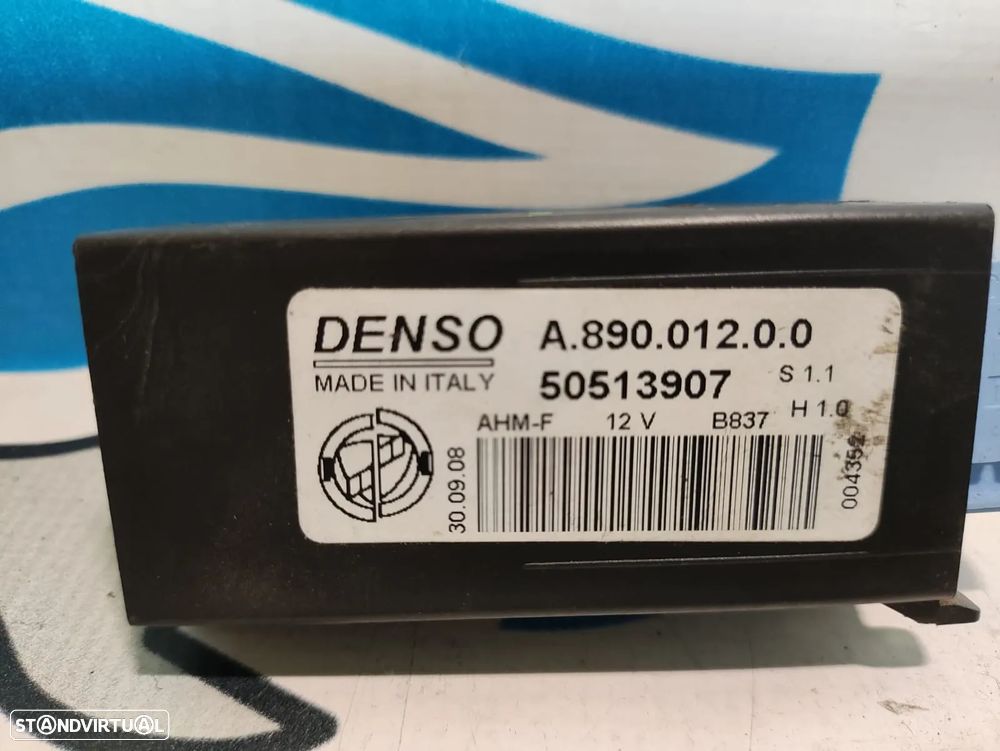 DENSO A.890.012.0.0
MADE IN ITALY 50513907 S 1.1
H 1.0
AHM-F 12 V B837
30.09.08
004352
STANDVIRTUAL